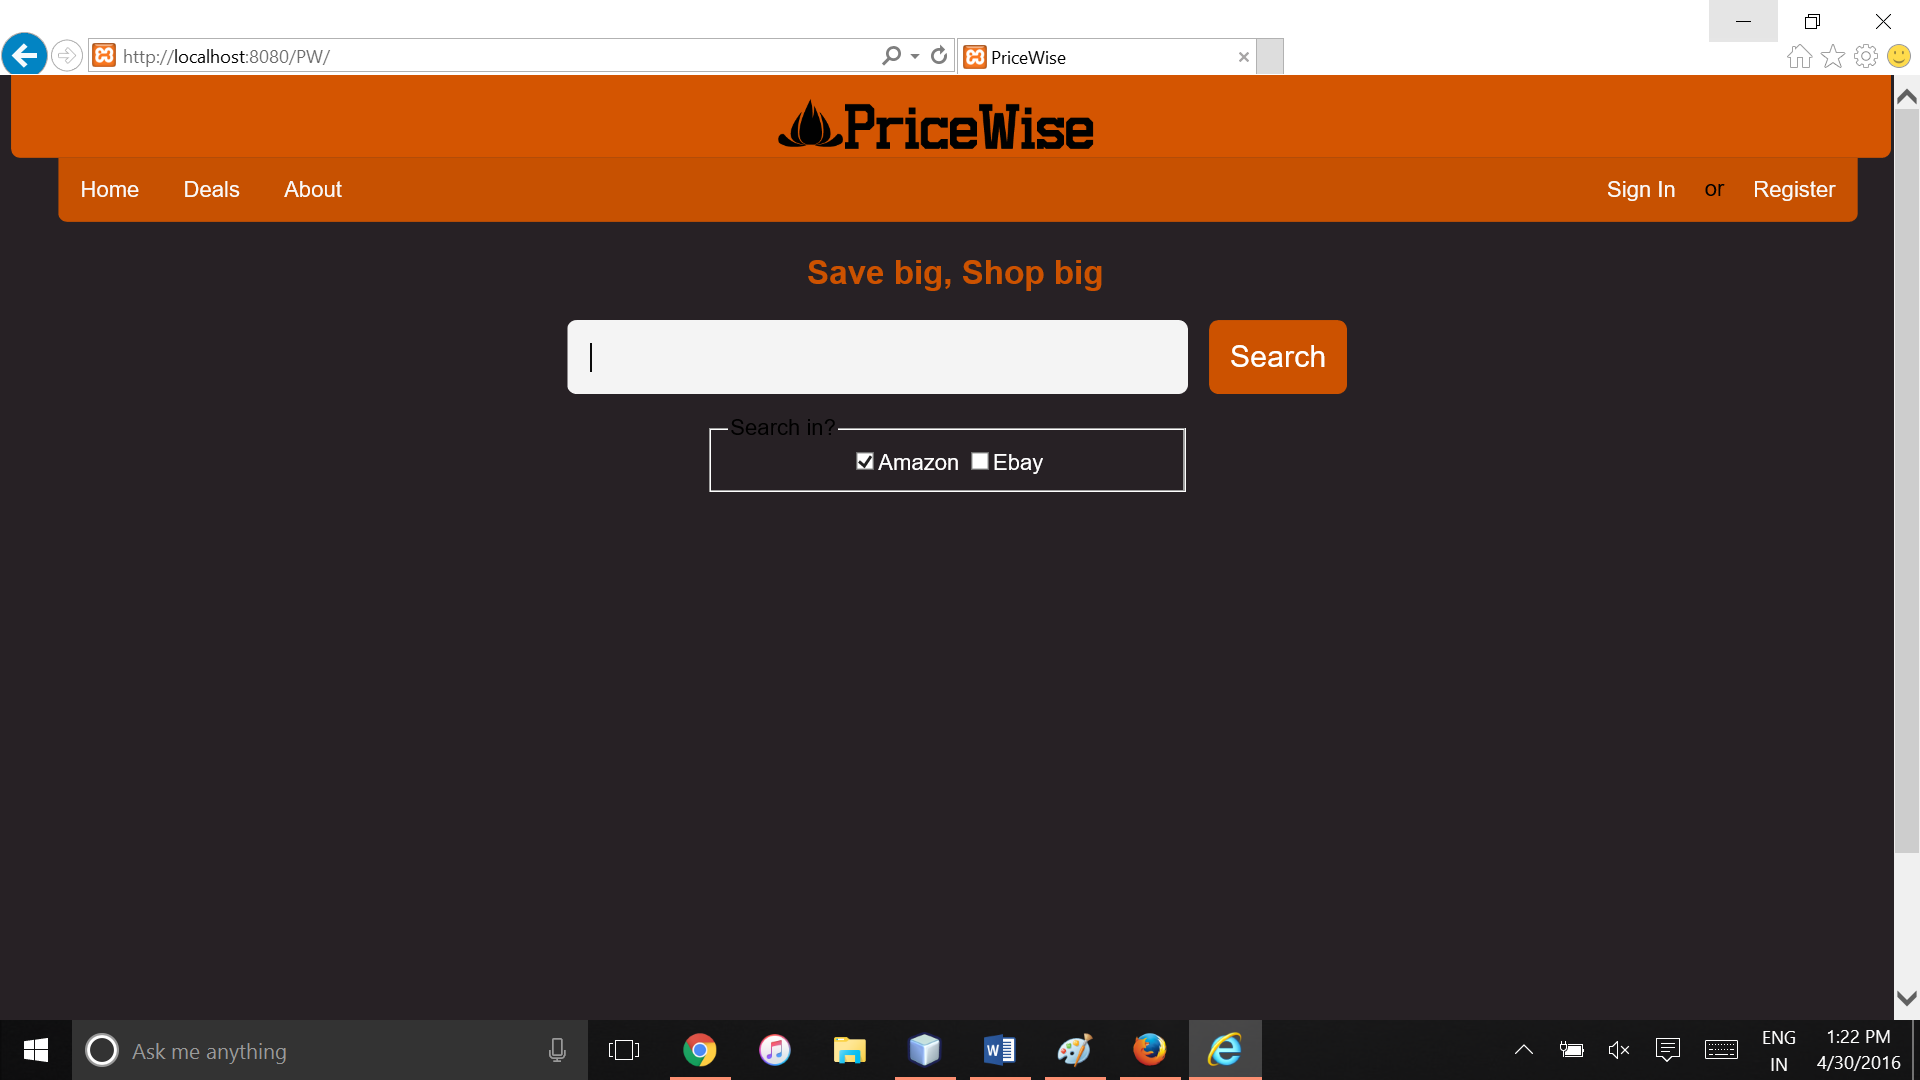 http://localhost:8080/PW/
PriceWise
PriceWise
Home Deals About Sign In or Register
Save big, Shop big
Search
Search in?
Amazon Ebay
Ask me anything
ENG
IN
1:22 PM
4/30/2016